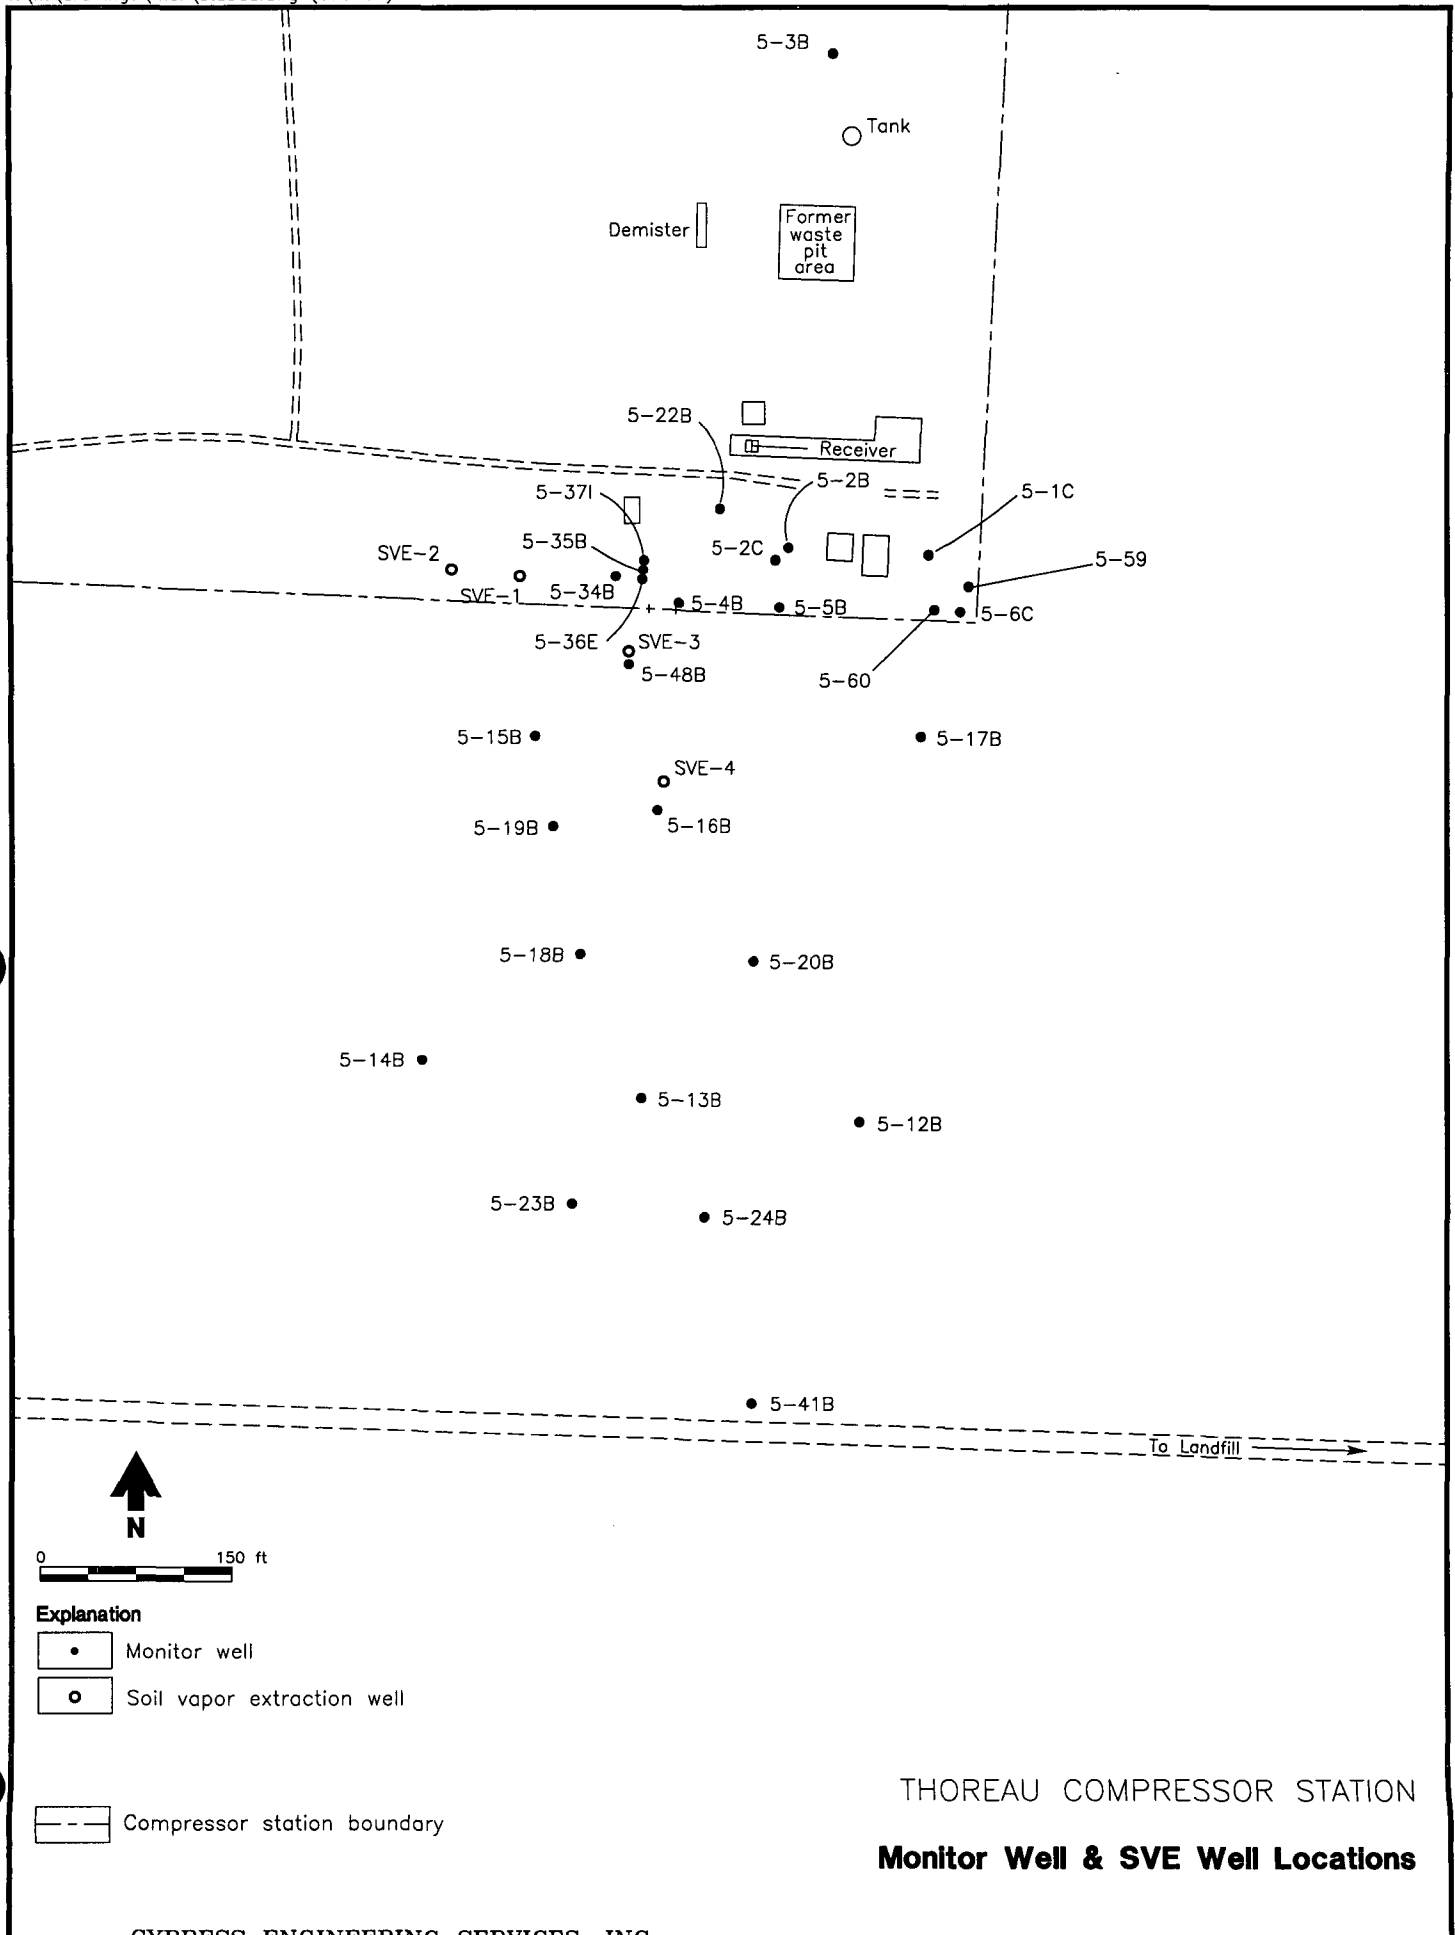 5-3B
Tank
Demister
Former
waste
pit
area
5-22B
Receiver
5-2B
5-37I
5-1C
5-35B
5-2C
SVE-2
5-59
SVE-1
5-34B
5-4B
5-5B
5-6C
5-36E
SVE-3
5-48B
5-60
5-15B
5-17B
SVE-4
5-19B
5-16B
5-18B
5-20B
5-14B
5-13B
5-12B
5-23B
5-24B
5-41B
To Landfill
N
0 150 ft
Explanation
Monitor well
Soil vapor extraction well
THOREAU COMPRESSOR STATION
Compressor station boundary
Monitor Well & SVE Well Locations
CYPRESS ENGINEERING SERVICES, INC.